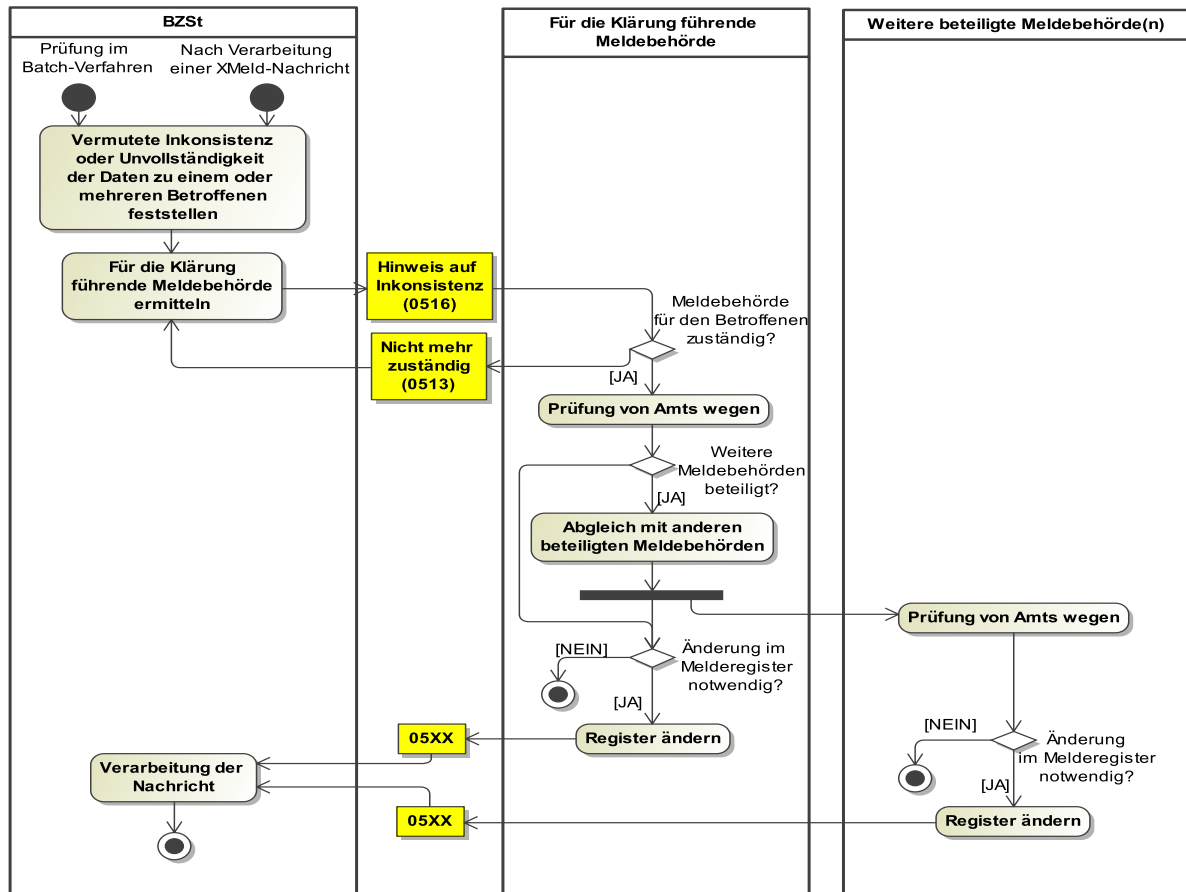 BZSt
Für die Klärung führende
Meldebehörde
Weitere beteiligte Meldebehörde(n)
Prüfung im
Batch-Verfahren
Nach Verarbeitung
einer XMeld-Nachricht
Vermutete Inkonsistenz
oder Unvollständigkeit
der Daten zu einem oder
mehreren Betroffenen
feststellen
Für die Klärung
führende Meldebehörde
ermitteln
Hinweis auf
Inkonsistenz
(0516)
Meldebehörde
für den Betroffenen
zuständig?
Nicht mehr
zuständig
(0513)
[JA]
Prüfung von Amts wegen
Weitere
Meldebehörden
beteiligt?
[JA]
Abgleich mit anderen
beteiligten Meldebehörden
Prüfung von Amts wegen
[NEIN]
Änderung im
Melderegister
notwendig?
[JA]
Register ändern
05XX
[NEIN]
Änderung
im Melderegister
notwendig?
[JA]
Verarbeitung der
Nachricht
05XX
Register ändern